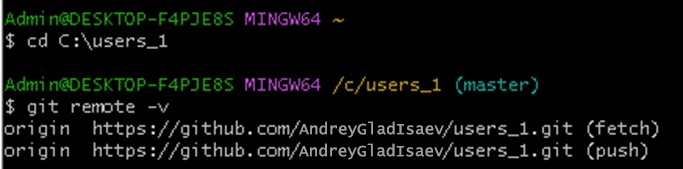 Admin@DESKTOP-F4PJE8S MINGW64 ~
$ cd C:\users_1
Admin@DESKTOP-F4PJE8S MINGW64 /c/users_1 (master)
$ git remote -v
origin  https://github.com/AndreyGladIsaev/users_1.git (fetch)
origin  https://github.com/AndreyGladIsaev/users_1.git (push)